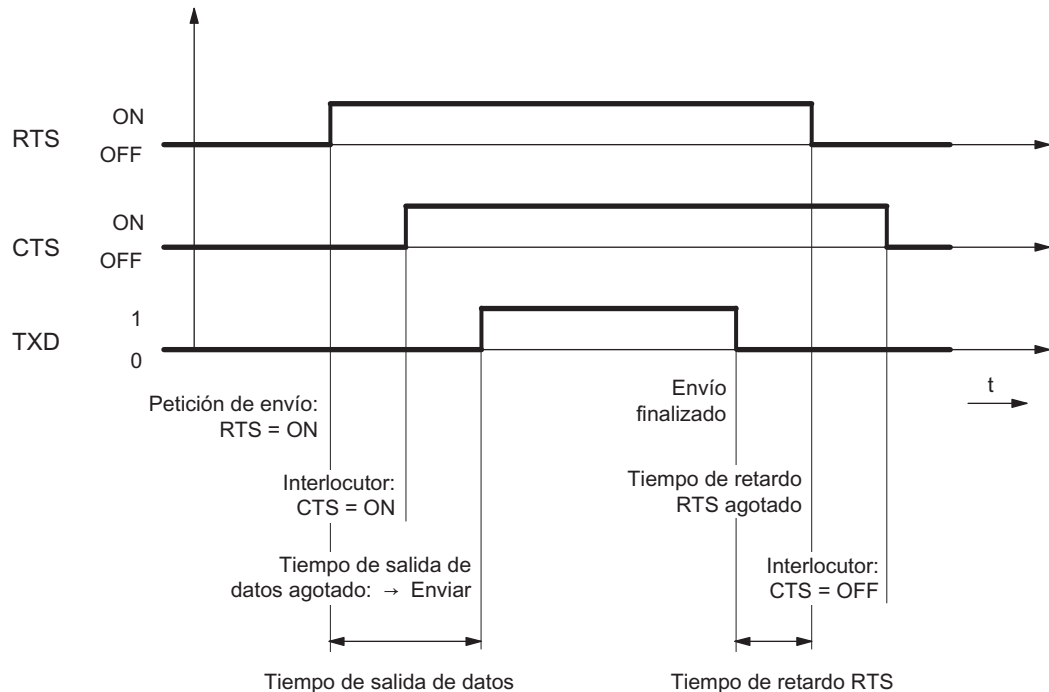 RTS
ON
OFF
CTS
ON
OFF
TXD
1
0
t
Petición de envío:
RTS = ON
Envío
finalizado
Interlocutor:
CTS = ON
Tiempo de retardo
RTS agotado
Tiempo de salida de
datos agotado: → Enviar
Interlocutor:
CTS = OFF
Tiempo de salida de datos
Tiempo de retardo RTS